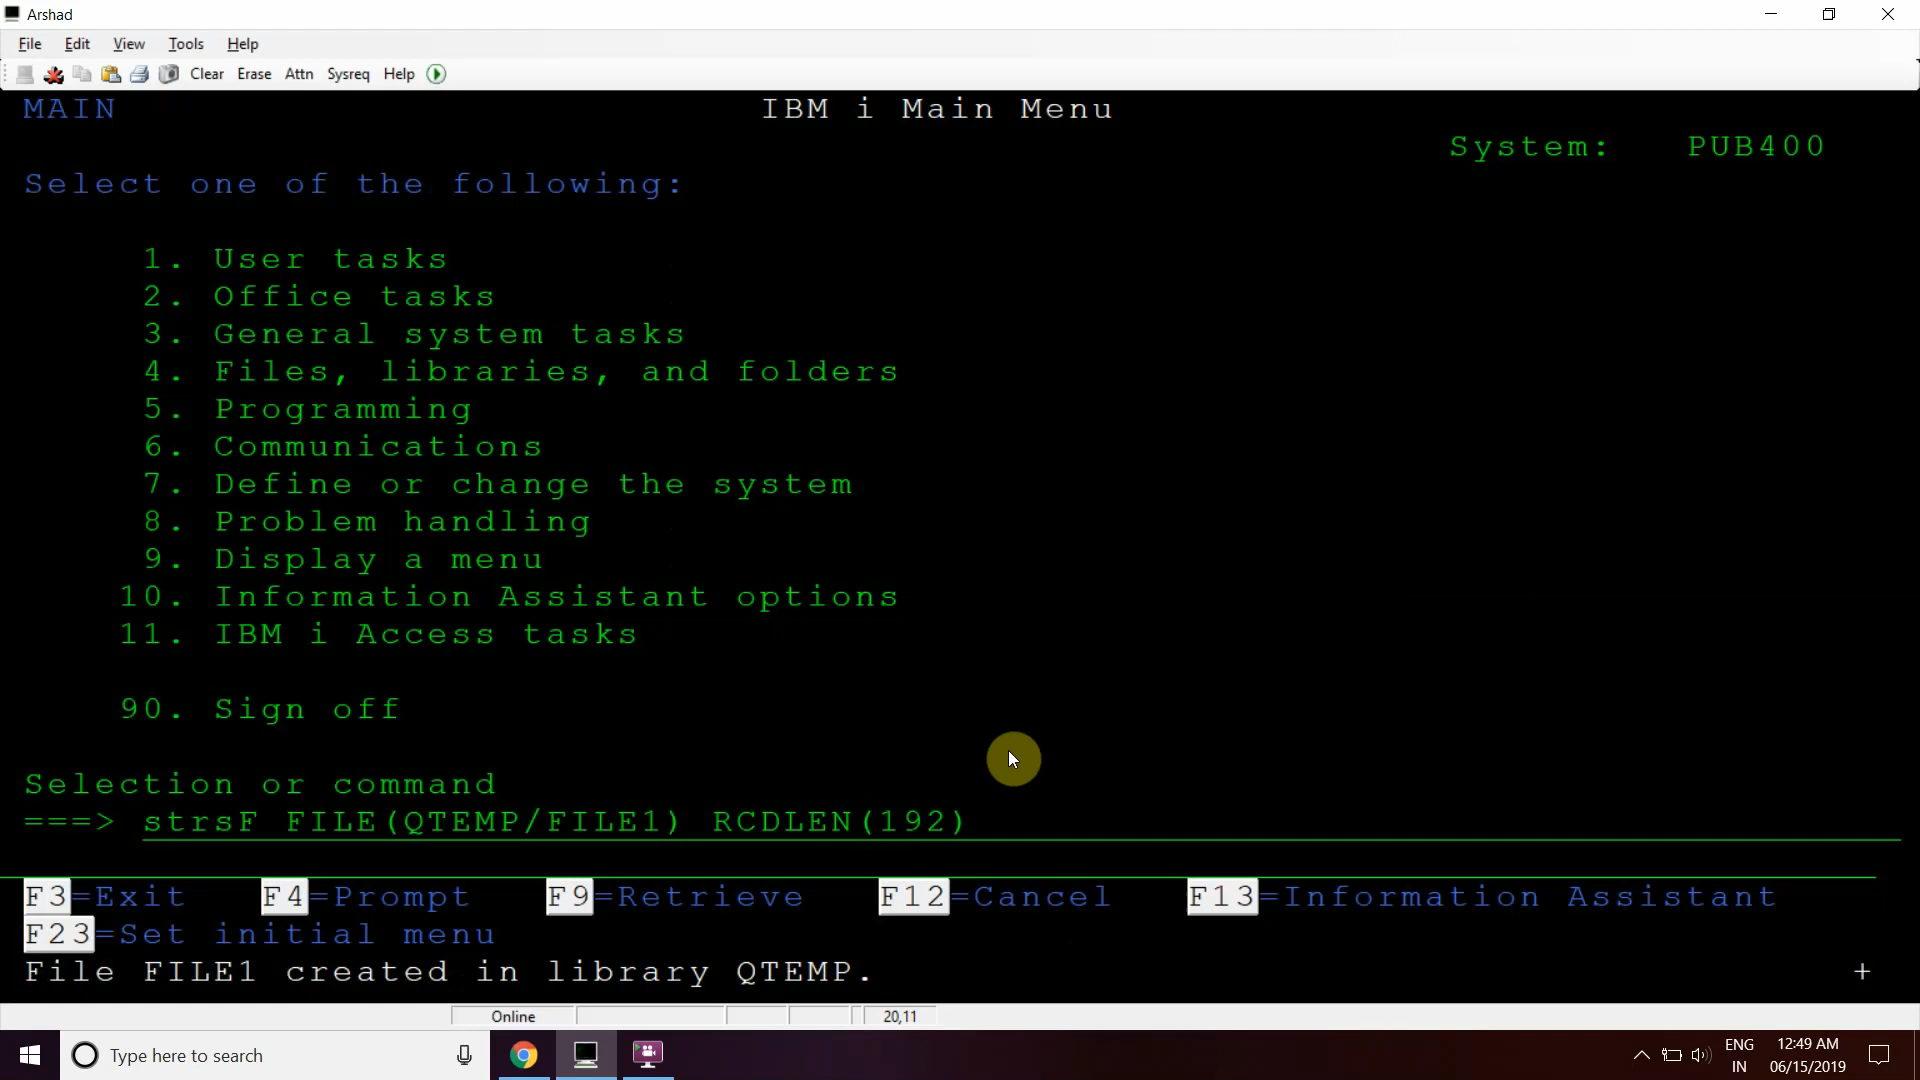 Arshad
File Edit View Tools Help
Clear Erase Attn Sysreq Help
MAIN IBM i Main Menu
System: PUB400
Select one of the following:
1. User tasks
2. Office tasks
3. General system tasks
4. Files, libraries, and folders
5. Programming
6. Communications
7. Define or change the system
8. Problem handling
9. Display a menu
10. Information Assistant options
11. IBM i Access tasks
90. Sign off
Selection or command
===> strsF FILE(QTEMP/FILE1) RCDLEN(192)
F3=Exit F4=Prompt F9=Retrieve F12=Cancel F13=Information Assistant
F23=Set initial menu
File FILE1 created in library QTEMP. +
Online 20,11
Type here to search
ENG 12:49 AM
IN 06/15/2019